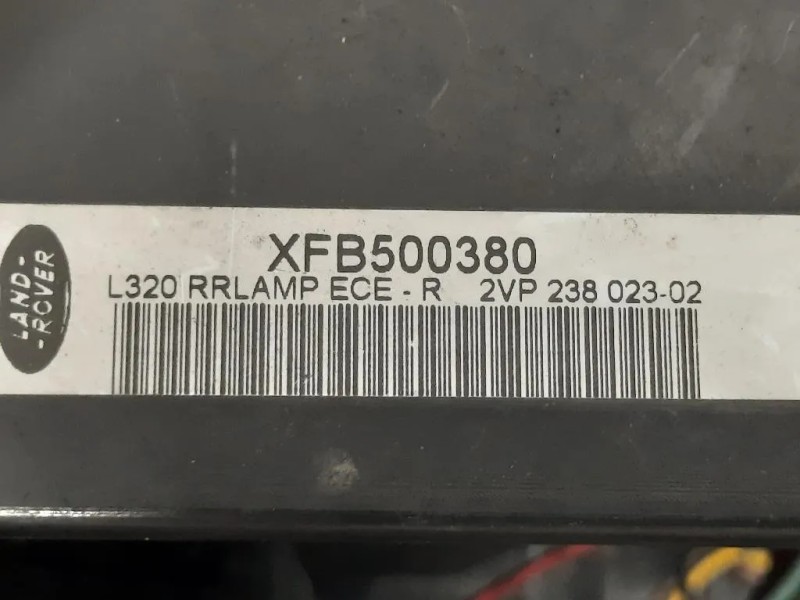 LAND-
-ROVER
XFB500380
L320 RRLAMP ECE - R 2VP 238 023-02